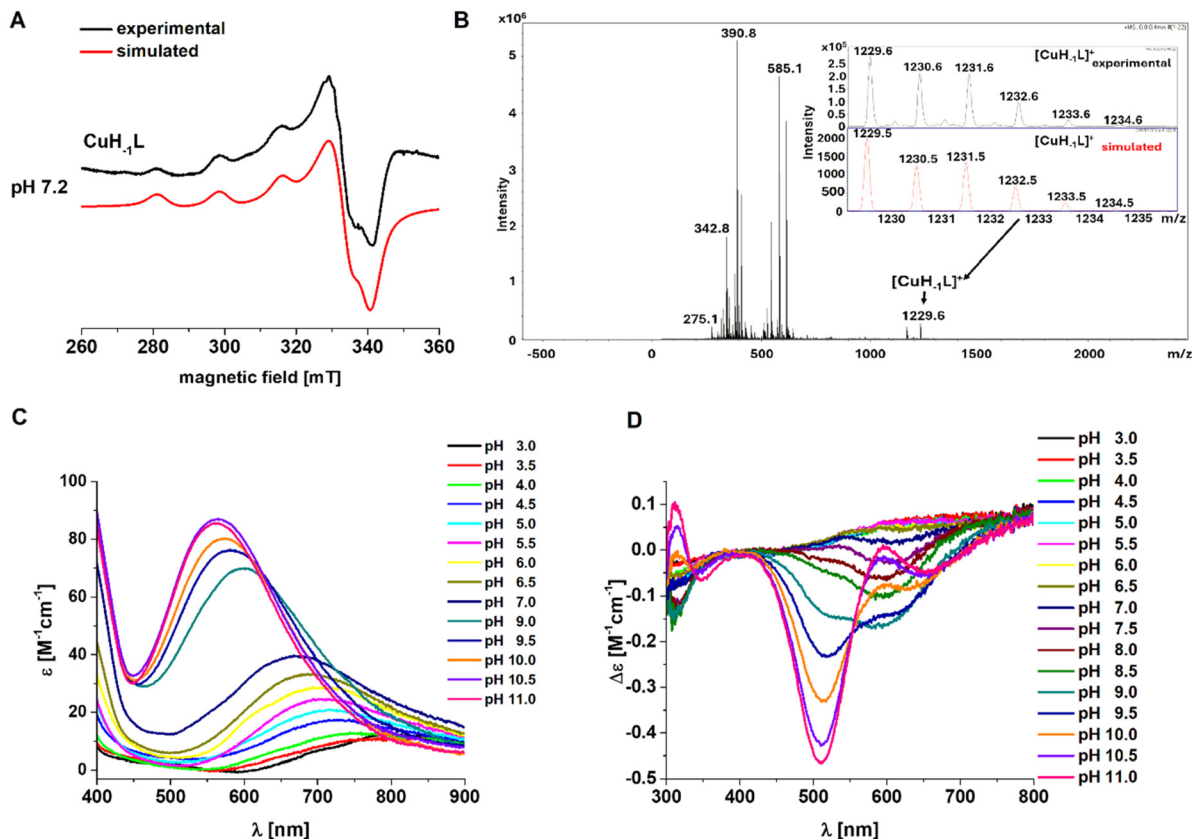 A
experimental
simulated
CuH-1L
pH 7.2
260 280 300 320 340 360
magnetic field [mT]
B
x10⁶
5
4
3
2
1
0
Intensity
390.8
585.1
342.8
275.1
[CuH-1L]⁺
1229.6
-500 0 500 1000 1500 2000
m/z
x10⁵
2.5
2.0
1.5
1.0
0.5
0.0
1229.6
1230.6
1231.6
1232.6
1233.6
1234.6
[CuH-1L]⁺ experimental
Intensity
2000
1500
1000
500
0
1229.5
1230.5
1231.5
1232.5
1233.5
1234.5
[CuH-1L]⁺ simulated
1230 1231 1232 1233 1234 1235 m/z
C
ε [M⁻¹cm⁻¹]
100
80
60
40
20
0
400 500 600 700 800 900
λ [nm]
pH 3.0
pH 3.5
pH 4.0
pH 4.5
pH 5.0
pH 5.5
pH 6.0
pH 6.5
pH 7.0
pH 9.0
pH 9.5
pH 10.0
pH 10.5
pH 11.0
D
Δε [M⁻¹cm⁻¹]
0.1
0.0
-0.1
-0.2
-0.3
-0.4
-0.5
300 400 500 600 700 800
λ [nm]
pH 3.0
pH 3.5
pH 4.0
pH 4.5
pH 5.0
pH 5.5
pH 6.0
pH 6.5
pH 7.0
pH 7.5
pH 8.0
pH 8.5
pH 9.0
pH 9.5
pH 10.0
pH 10.5
pH 11.0